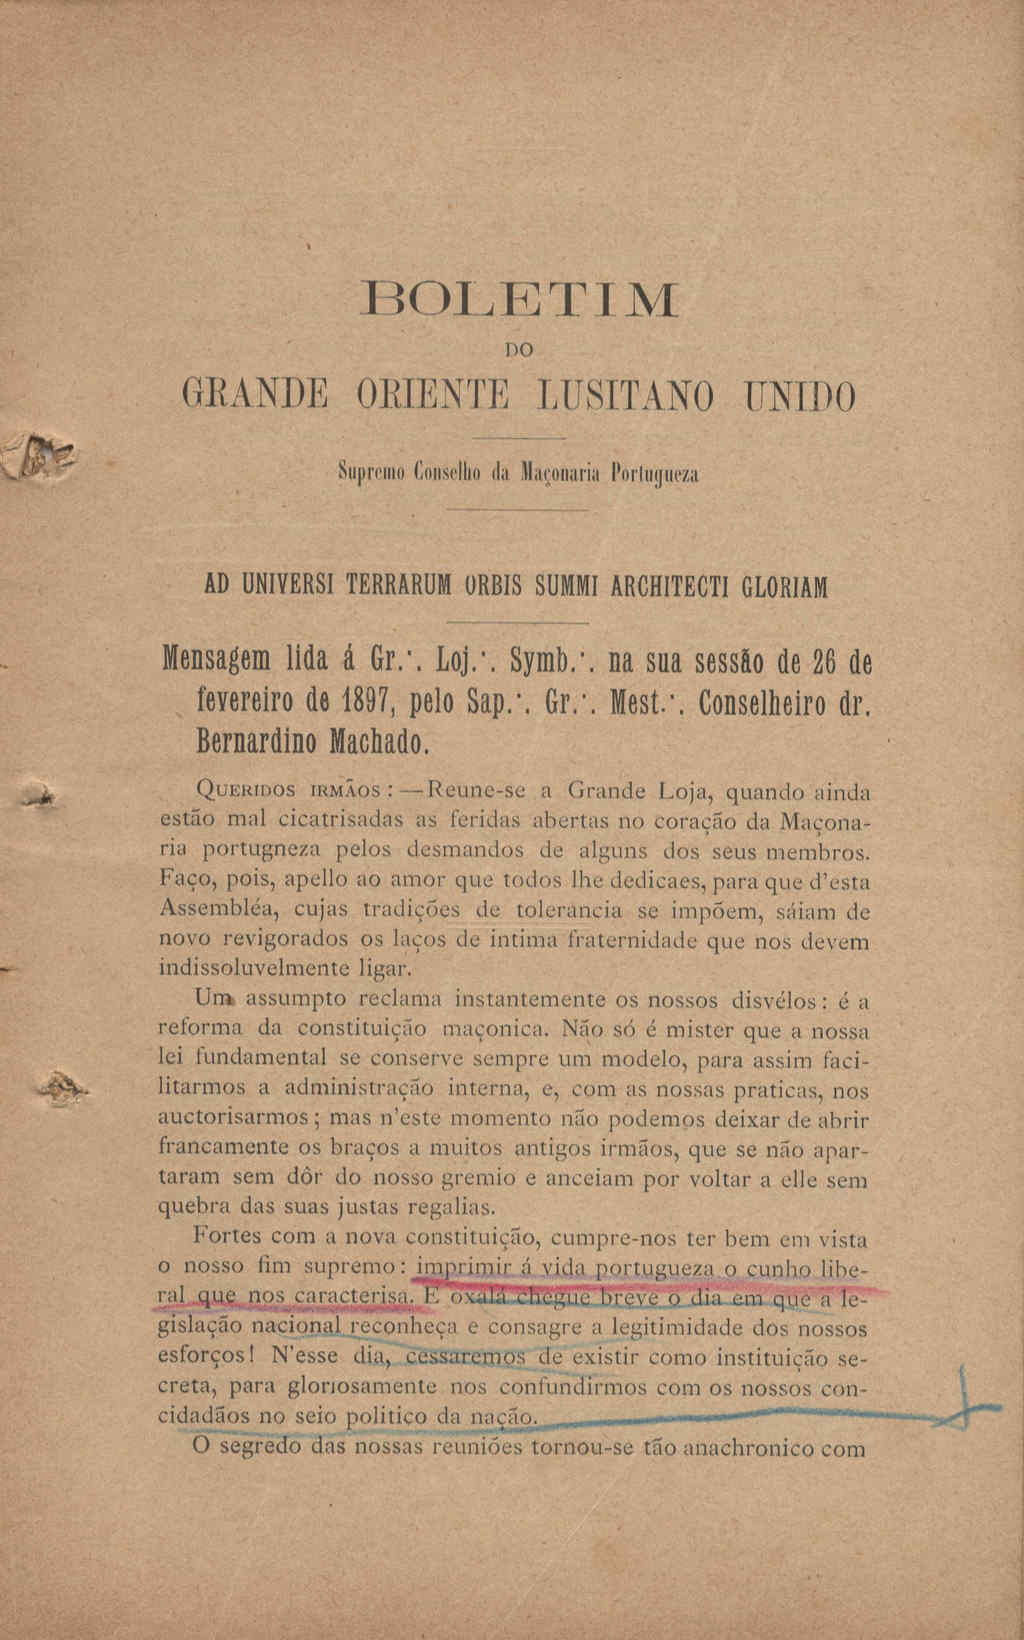 BOLETIM
DO
GRANDE ORIENTE LUSITANO UNIDO
Supremo Conselho da Maçonaria Portugueza
AD UNIVERSI TERRARUM ORBIS SUMMI ARCHITECTI GLORIAM
Mensagem lida á Gr.·. Loj.·. Symb.·. na sua sessão de 26 de
fevereiro de 1897, pelo Sap.·. Gr.·. Mest.·. Conselheiro dr.
Bernardino Machado.
QUERIDOS IRMÃOS: —Reune-se a Grande Loja, quando ainda
estão mal cicatrisadas as feridas abertas no coração da Maçona-
ria portugneza pelos desmandos de alguns dos seus membros.
Faço, pois, apello ao amor que todos lhe dedicaes, para que d'esta
Assembléa, cujas tradições de tolerancia se impõem, sáiam de
novo revigorados os laços de intima fraternidade que nos devem
indissoluvelmente ligar.
Um assumpto reclama instantemente os nossos disvélos: é a
reforma da constituição maçonica. Não só é mister que a nossa
lei fundamental se conserve sempre um modelo, para assim faci-
litarmos a administração interna, e, com as nossas praticas, nos
auctorisarmos; mas n'este momento não podemos deixar de abrir
francamente os braços a muitos antigos irmãos, que se não apar-
taram sem dôr do nosso gremio e anceiam por voltar a elle sem
quebra das suas justas regalias.
Fortes com a nova constituição, cumpre-nos ter bem em vista
o nosso fim supremo: imprimir á vida portugueza o cunho libe-
ral que nos caracterisa. E oxalá chegue breve o dia em que a le-
gislação nacional reconheça e consagre a legitimidade dos nossos
esforços! N'esse dia, cessaremos de existir como instituição se-
creta, para gloriosamente nos confundirmos com os nossos con-
cidadãos no seio politico da nação.
O segredo das nossas reuniões tornou-se tão anachronico com